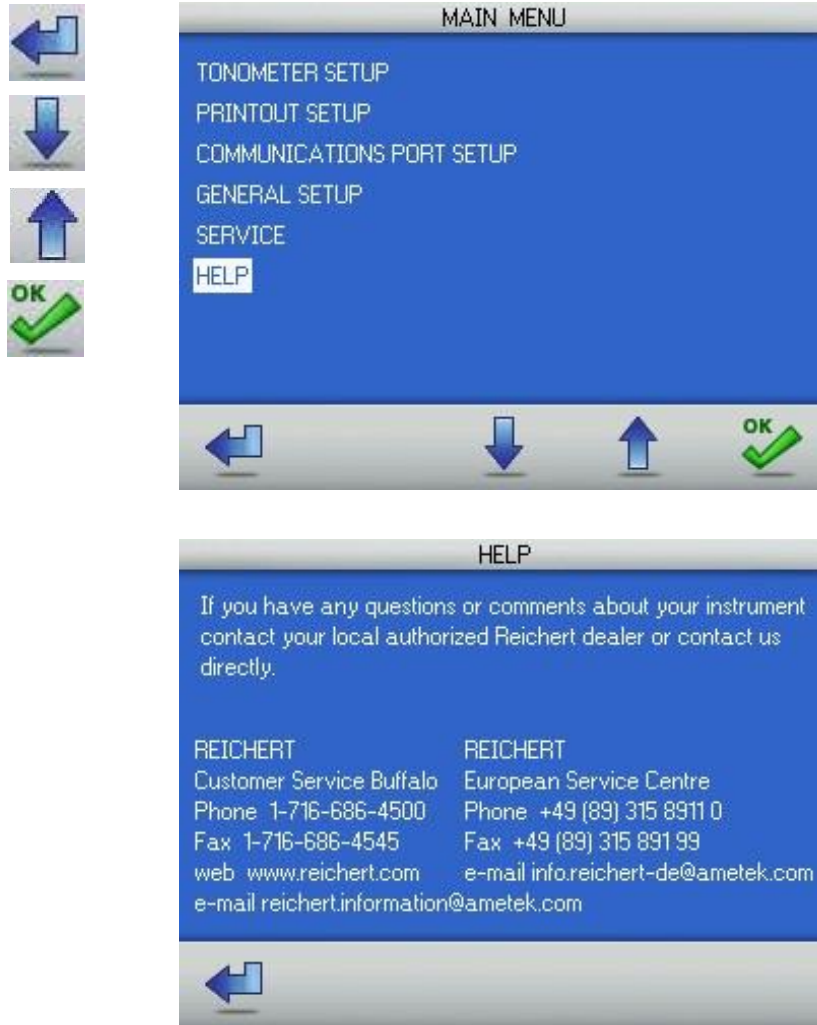 OK
MAIN MENU
TONOMETER SETUP
PRINTOUT SETUP
COMMUNICATIONS PORT SETUP
GENERAL SETUP
SERVICE
HELP
OK
HELP
If you have any questions or comments about your instrument
contact your local authorized Reichert dealer or contact us
directly.
REICHERT
Customer Service Buffalo
Phone 1-716-686-4500
Fax 1-716-686-4545
web www.reichert.com
e-mail reichert.information@ametek.com
REICHERT
European Service Centre
Phone +49 (89) 315 8911 0
Fax +49 (89) 315 891 99
e-mail info.reichert-de@ametek.com